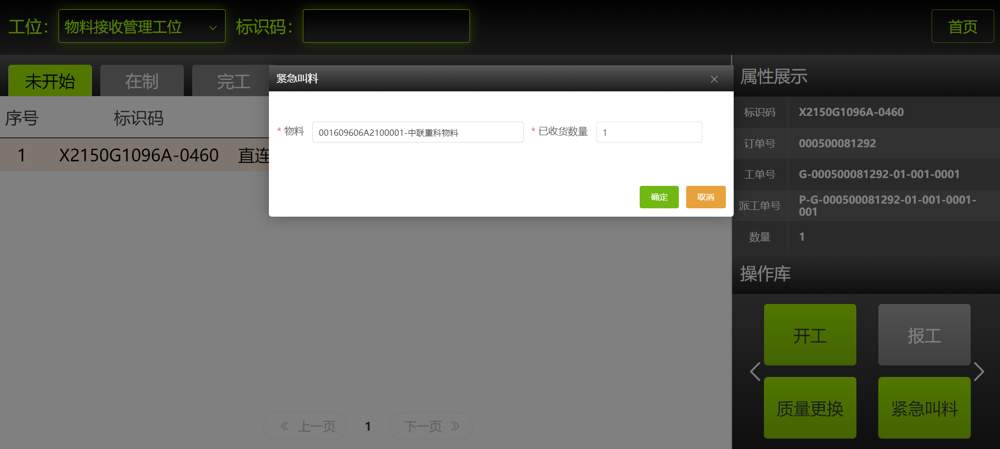 工位： 物料接收管理工位 标识码： 首页
未开始 在制 完工
序号 标识码
1 X2150G1096A-0460 直连
紧急叫料
* 物料 001609606A2100001-中联重科物料 * 已收货数量 1
确定 取消
上一页 1 下一页
属性展示
标识码 X2150G1096A-0460
订单号 000500081292
工单号 G-000500081292-01-001-0001
派工单号 P-G-000500081292-01-001-0001-
001
数量 1
操作库
开工 报工
质量更换 紧急叫料